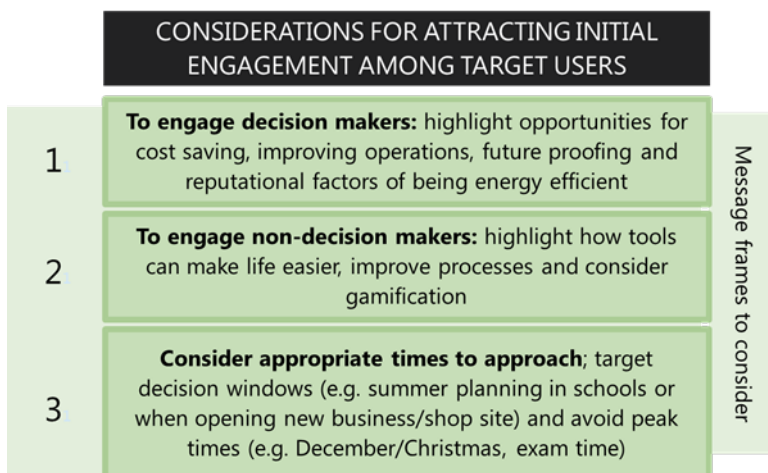 CONSIDERATIONS FOR ATTRACTING INITIAL
ENGAGEMENT AMONG TARGET USERS
1
To engage decision makers: highlight opportunities for
cost saving, improving operations, future proofing and
reputational factors of being energy efficient
2
To engage non-decision makers: highlight how tools
can make life easier, improve processes and consider
gamification
3
Consider appropriate times to approach; target
decision windows (e.g. summer planning in schools or
when opening new business/shop site) and avoid peak
times (e.g. December/Christmas, exam time)
Message frames to consider